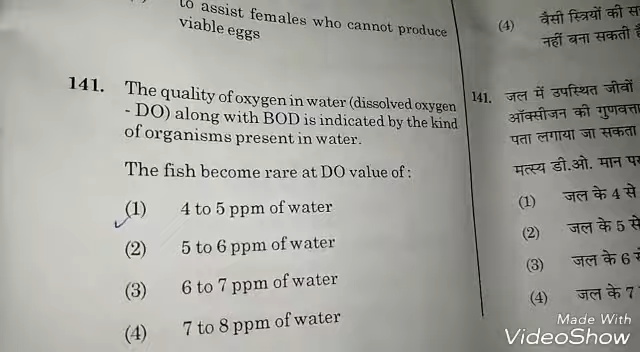 to assist females who cannot produce
viable eggs
141. The quality of oxygen in water (dissolved oxygen
- DO) along with BOD is indicated by the kind
of organisms present in water.
The fish become rare at DO value of :
(1) 4 to 5 ppm of water
(2) 5 to 6 ppm of water
(3) 6 to 7 ppm of water
(4) 7 to 8 ppm of water
(4) वैसी स्त्रियों की
नहीं बना सकती
141. जल में उपस्थित जीवों
ऑक्सीजन की गुणवत्ता
पता लगाया जा सकता
मत्स्य डी.ओ. मान
(1) जल के 4 से
(2) जल के 5 से
(3) जल के 6
(4) जल के 7
Made With
VideoShow